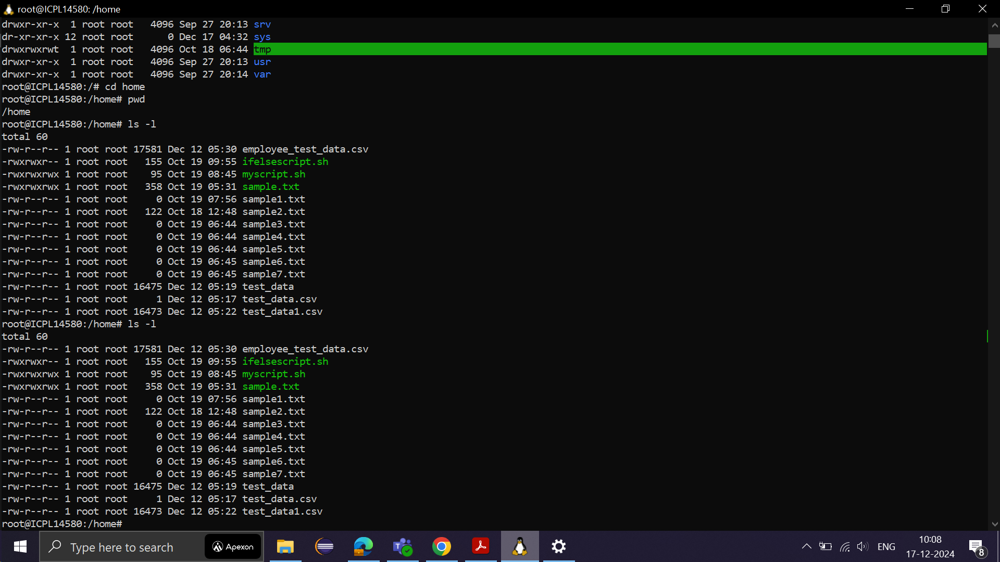 root@ICPL14580: /home
drwxr-xr-x  1 root root   4096 Sep 27 20:13 srv
dr-xr-xr-x 12 root root      0 Dec 17 04:32 sys
drwxrwxrwt  1 root root   4096 Oct 18 06:44 tmp
drwxr-xr-x  1 root root   4096 Sep 27 20:13 usr
drwxr-xr-x  1 root root   4096 Sep 27 20:14 var
root@ICPL14580:/# cd home
root@ICPL14580:/home# pwd
/home
root@ICPL14580:/home# ls -l
total 60
-rw-r--r-- 1 root root 17581 Dec 12 05:30 employee_test_data.csv
-rwxrwxr-- 1 root root   155 Oct 19 09:55 ifelsescript.sh
-rwxrwxrwx 1 root root    95 Oct 19 08:45 myscript.sh
-rwxrwxrwx 1 root root   358 Oct 19 05:31 sample.txt
-rw-r--r-- 1 root root     0 Oct 19 07:56 sample1.txt
-rw-r--r-- 1 root root   122 Oct 18 12:48 sample2.txt
-rw-r--r-- 1 root root     0 Oct 19 06:44 sample3.txt
-rw-r--r-- 1 root root     0 Oct 19 06:44 sample4.txt
-rw-r--r-- 1 root root     0 Oct 19 06:44 sample5.txt
-rw-r--r-- 1 root root     0 Oct 19 06:45 sample6.txt
-rw-r--r-- 1 root root     0 Oct 19 06:45 sample7.txt
-rw-r--r-- 1 root root 16475 Dec 12 05:19 test_data
-rw-r--r-- 1 root root     1 Dec 12 05:17 test_data.csv
-rw-r--r-- 1 root root 16473 Dec 12 05:22 test_data1.csv
root@ICPL14580:/home# ls -l
total 60
-rw-r--r-- 1 root root 17581 Dec 12 05:30 employee_test_data.csv
-rwxrwxr-- 1 root root   155 Oct 19 09:55 ifelsescript.sh
-rwxrwxrwx 1 root root    95 Oct 19 08:45 myscript.sh
-rwxrwxrwx 1 root root   358 Oct 19 05:31 sample.txt
-rw-r--r-- 1 root root     0 Oct 19 07:56 sample1.txt
-rw-r--r-- 1 root root   122 Oct 18 12:48 sample2.txt
-rw-r--r-- 1 root root     0 Oct 19 06:44 sample3.txt
-rw-r--r-- 1 root root     0 Oct 19 06:44 sample4.txt
-rw-r--r-- 1 root root     0 Oct 19 06:44 sample5.txt
-rw-r--r-- 1 root root     0 Oct 19 06:45 sample6.txt
-rw-r--r-- 1 root root     0 Oct 19 06:45 sample7.txt
-rw-r--r-- 1 root root 16475 Dec 12 05:19 test_data
-rw-r--r-- 1 root root     1 Dec 12 05:17 test_data.csv
-rw-r--r-- 1 root root 16473 Dec 12 05:22 test_data1.csv
root@ICPL14580:/home#
Type here to search
Apexon
ENG
10:08
17-12-2024
8